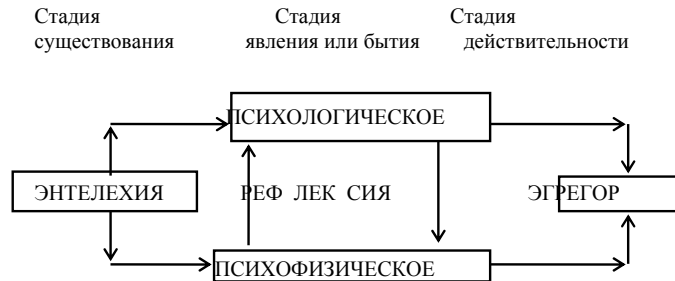 Стадия Стадия Стадия
существования явления или бытия действительности
ПСИХОЛОГИЧЕСКОЕ
ЭНТЕЛЕХИЯ РЕФ ЛЕК СИЯ ЭГРЕГОР
ПСИХОФИЗИЧЕСКОЕ